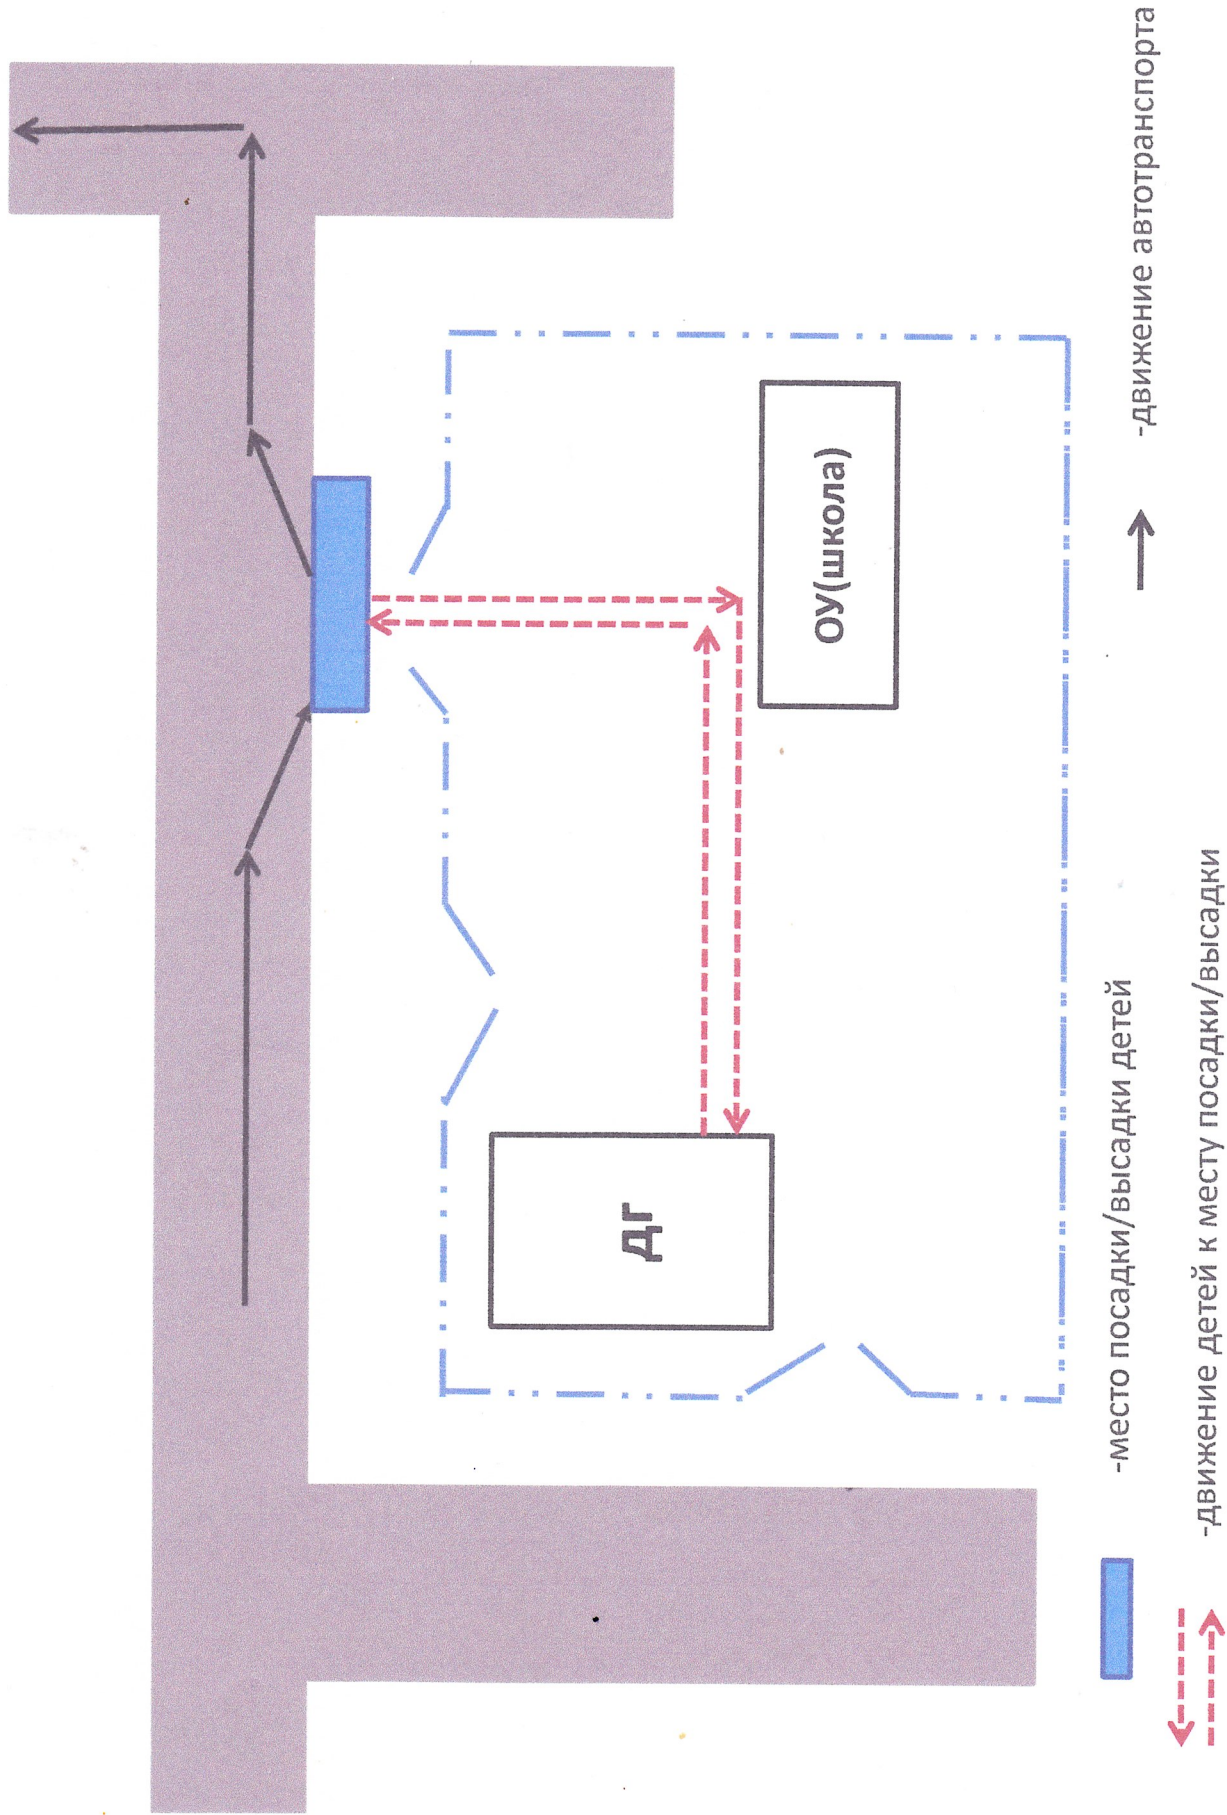 ДГ
ОУ(школа)
-место посадки/высадки детей
-движение автотранспорта
-движение детей к месту посадки/высадки